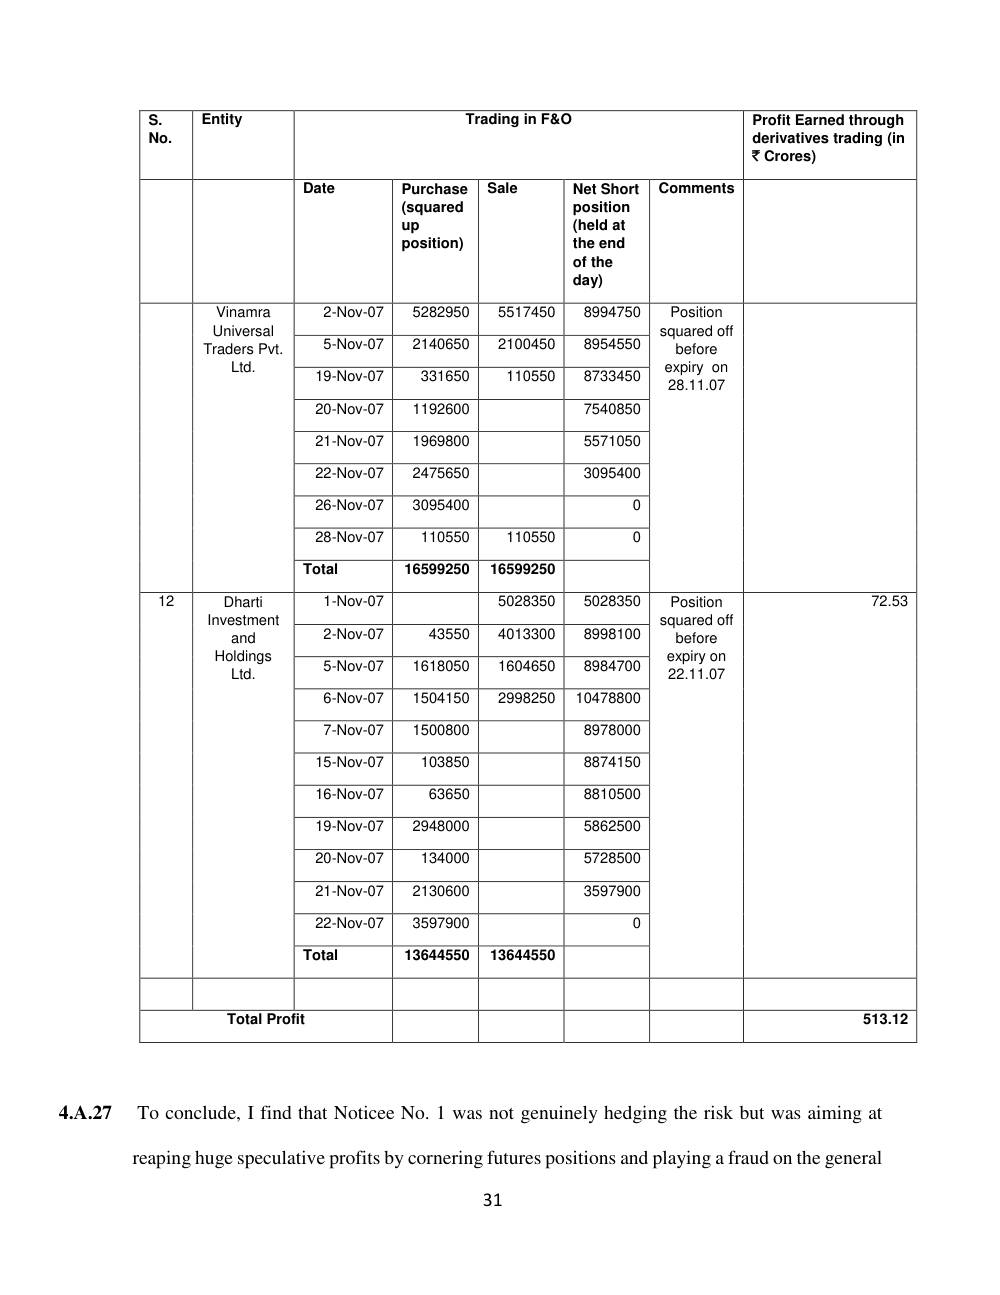 S. No. Entity Trading in F&O Profit Earned through derivatives trading (in ₹ Crores)
Date Purchase (squared up position) Sale Net Short position (held at the end of the day) Comments
Vinamra Universal Traders Pvt. Ltd. 2-Nov-07 5282950 5517450 8994750 Position squared off before expiry on 28.11.07
5-Nov-07 2140650 2100450 8954550
19-Nov-07 331650 110550 8733450
20-Nov-07 1192600 7540850
21-Nov-07 1969800 5571050
22-Nov-07 2475650 3095400
26-Nov-07 3095400 0
28-Nov-07 110550 110550 0
Total 16599250 16599250
12 Dharti Investment and Holdings Ltd. 1-Nov-07 5028350 5028350 Position squared off before expiry on 22.11.07 72.53
2-Nov-07 43550 4013300 8998100
5-Nov-07 1618050 1604650 8984700
6-Nov-07 1504150 2998250 10478800
7-Nov-07 1500800 8978000
15-Nov-07 103850 8874150
16-Nov-07 63650 8810500
19-Nov-07 2948000 5862500
20-Nov-07 134000 5728500
21-Nov-07 2130600 3597900
22-Nov-07 3597900 0
Total 13644550 13644550
Total Profit 513.12
4.A.27 To conclude, I find that Noticee No. 1 was not genuinely hedging the risk but was aiming at
reaping huge speculative profits by cornering futures positions and playing a fraud on the general
31